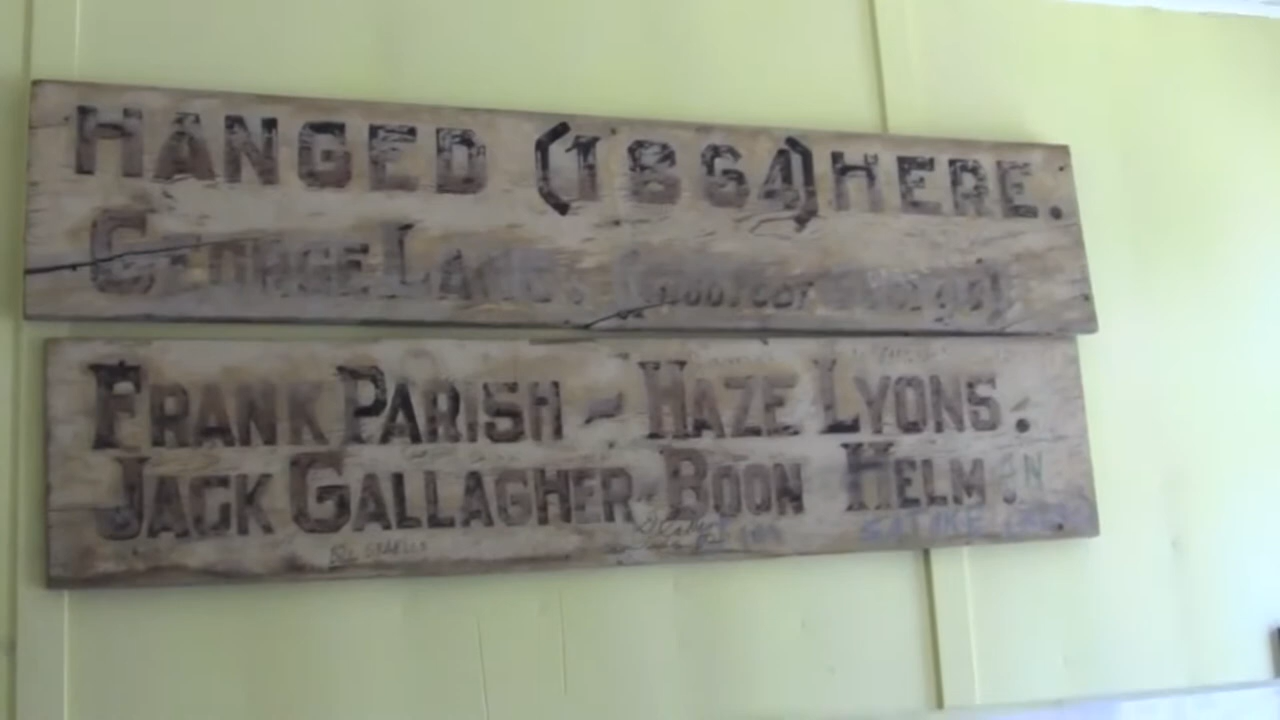 HANGED (1864) HERE.
GEORGE LANE. (CLUBFOOT GEORGE)
FRANK PARISH - HAZE LYONS.
JACK GALLAGHER - BOON HELM